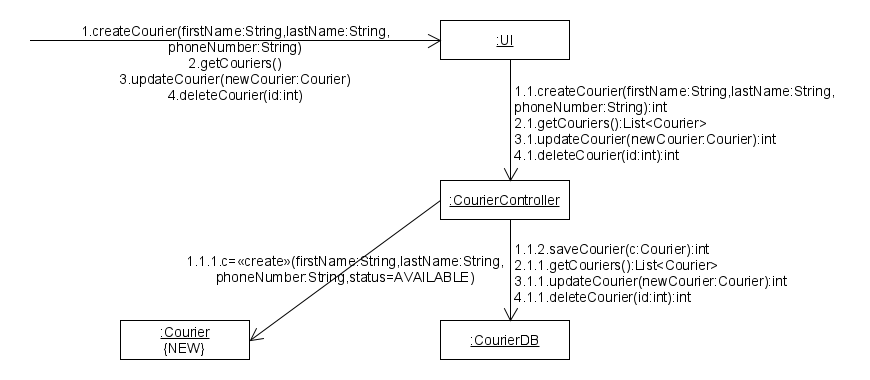 1.createCourier(firstName:String,lastName:String,
phoneNumber:String)
2.getCouriers()
3.updateCourier(newCourier:Courier)
4.deleteCourier(id:int)
:UI
1.1.createCourier(firstName:String,lastName:String,
phoneNumber:String):int
2.1.getCouriers():List<Courier>
3.1.updateCourier(newCourier:Courier):int
4.1.deleteCourier(id:int):int
:CourierController
1.1.1.c=«create»(firstName:String,lastName:String,
phoneNumber:String,status=AVAILABLE)
1.1.2.saveCourier(c:Courier):int
2.1.1.getCouriers():List<Courier>
3.1.1.updateCourier(newCourier:Courier):int
4.1.1.deleteCourier(id:int):int
:Courier
{NEW}
:CourierDB